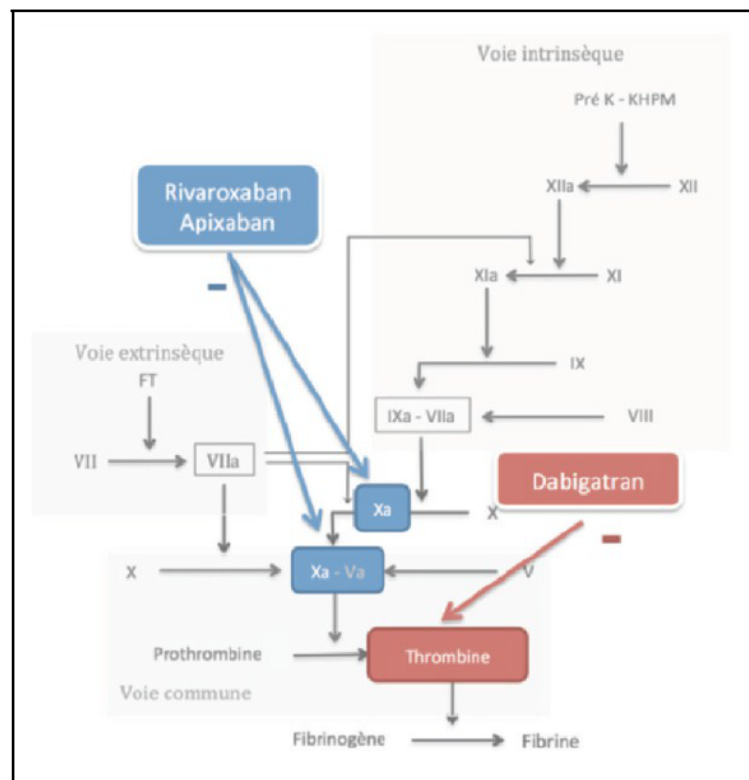 Voie intrinsèque
Pré K - KHPM
XIIa
XII
Rivaroxaban
Apixaban
-
XIa
XI
Voie extrinsèque
FT
IX
IXa - VIIa
VIII
VII
VIIa
Dabigatran
-
Xa
X
X
Xa - Va
V
Prothrombine
Thrombine
Voie commune
Fibrinogène
Fibrine